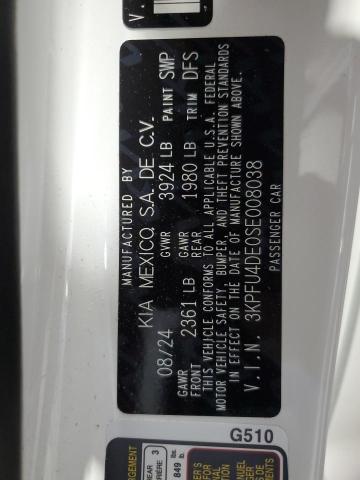 MANUFACTURED BY
KIA MEXICO, S.A. DE C.V.
08/24 GVWR 3924 LB PAINT SWP
GAWR FRONT 2361 LB GAWR REAR 1980 LB TRIM DFS
THIS VEHICLE CONFORMS TO ALL APPLICABLE U.S.A. FEDERAL
MOTOR VEHICLE SAFETY, BUMPER, AND THEFT PREVENTION STANDARDS
IN EFFECT ON THE DATE OF MANUFACTURE SHOWN ABOVE.
V.I.N. 3KPFU4DE0SE008038
PASSENGER CAR
G510